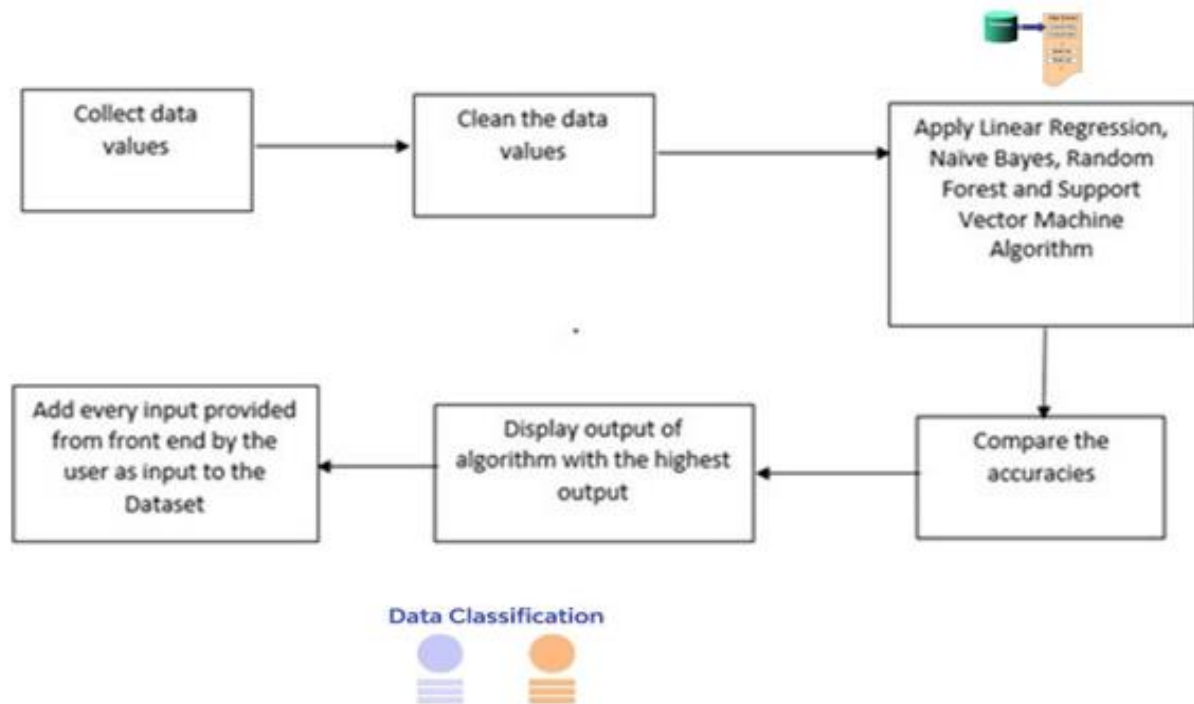 Collect data
values
Clean the data
values
Apply Linear Regression,
Naïve Bayes, Random
Forest and Support
Vector Machine
Algorithm
Compare the
accuracies
Display output of
algorithm with the highest
output
Add every input provided
from front end by the
user as input to the
Dataset
Data Classification